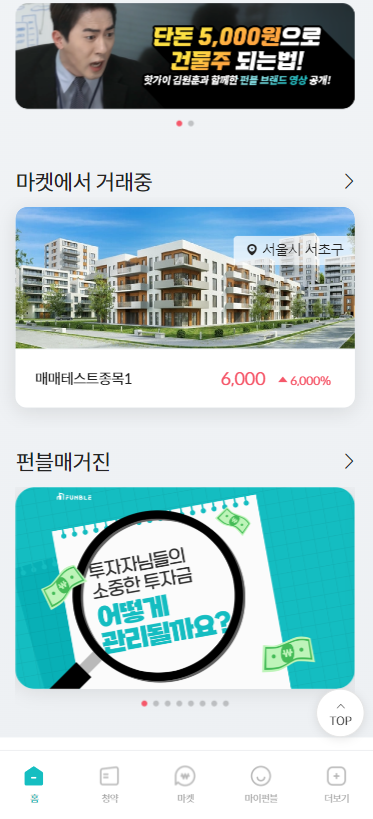 단돈 5,000원으로
건물주 되는법!
핫가이 김원훈과 함께한 펀블 브랜드 영상 공개!
마켓에서 거래중
서울시 서초구
매매테스트종목1
6,000
6,000%
펀블매거진
FUNBLE
투자자님들의
소중한 투자금
어떻게
관리될까요?
TOP
홈
청약
마켓
마이펀블
더보기